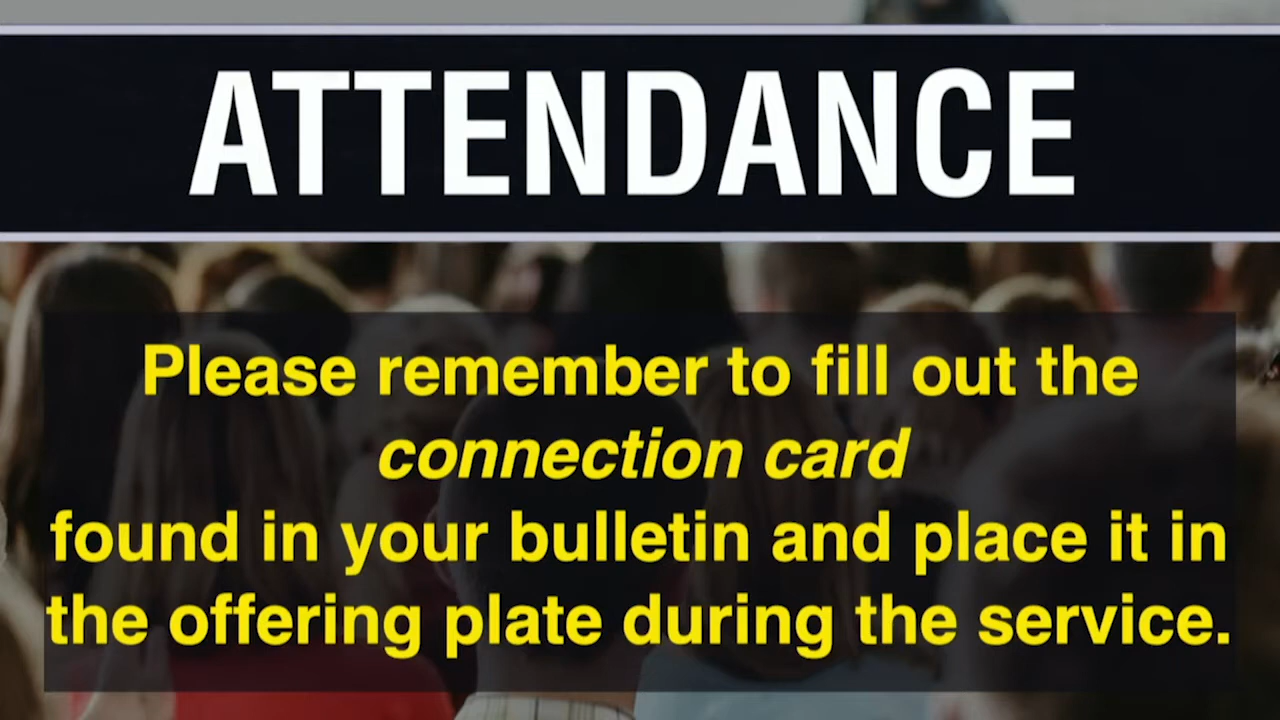 ATTENDANCE
Please remember to fill out the
connection card
found in your bulletin and place it in
the offering plate during the service.